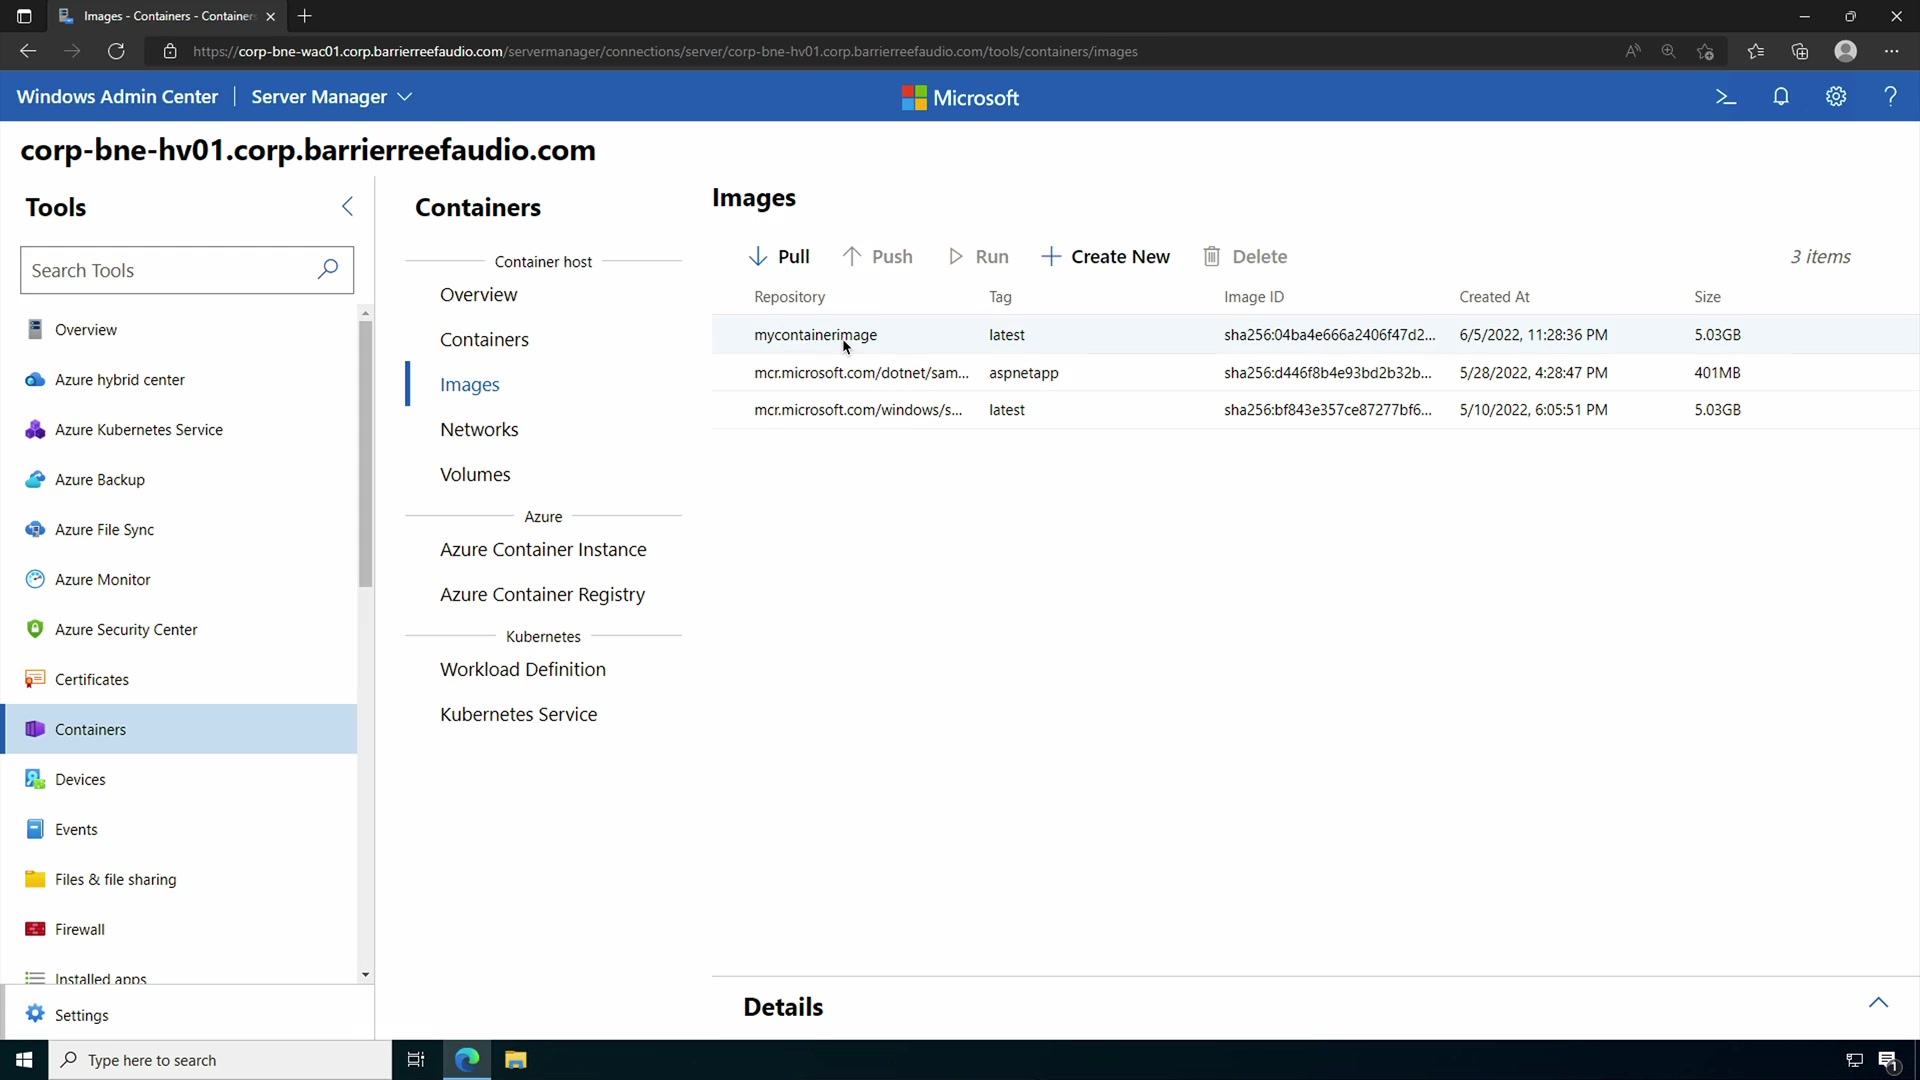 Images - Containers - Container
https://corp-bne-wac01.corp.barrierreefaudio.com/servermanager/connections/server/corp-bne-hv01.corp.barrierreefaudio.com/tools/containers/images
Windows Admin Center | Server Manager
Microsoft
corp-bne-hv01.corp.barrierreefaudio.com
Tools
Search Tools
Overview
Azure hybrid center
Azure Kubernetes Service
Azure Backup
Azure File Sync
Azure Monitor
Azure Security Center
Certificates
Containers
Devices
Events
Files & file sharing
Firewall
Installed apps
Settings
Containers
Container host
Overview
Containers
Images
Networks
Volumes
Azure
Azure Container Instance
Azure Container Registry
Kubernetes
Workload Definition
Kubernetes Service
Images
Pull Push Run Create New Delete 3 items
Repository Tag Image ID Created At Size
mycontainerimage latest sha256:04ba4e666a2406f47d2... 6/5/2022, 11:28:36 PM 5.03GB
mcr.microsoft.com/dotnet/sam... aspnetapp sha256:d446f8b4e93bd2b32b... 5/28/2022, 4:28:47 PM 401MB
mcr.microsoft.com/windows/s... latest sha256:bf843e357ce87277bf6... 5/10/2022, 6:05:51 PM 5.03GB
Details
Type here to search
1